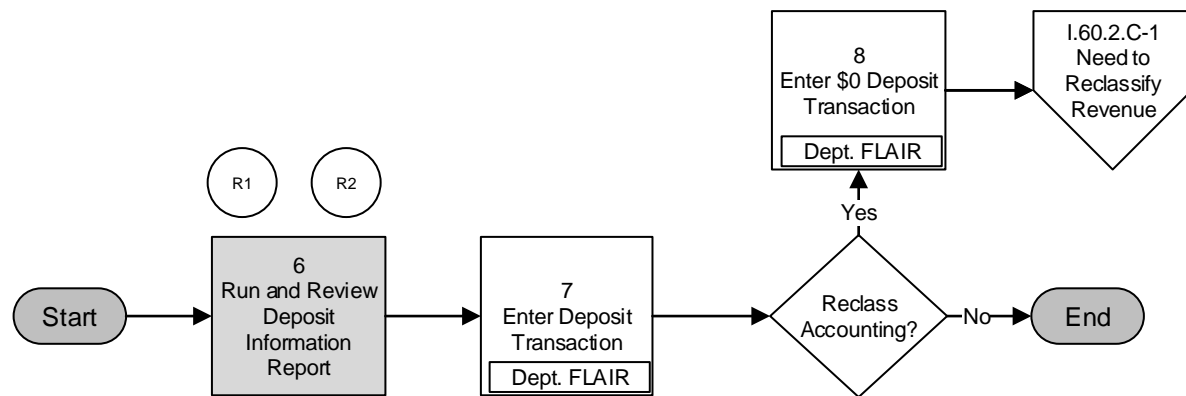 8
Enter $0 Deposit
Transaction
Dept. FLAIR
I.60.2.C-1
Need to
Reclassify
Revenue
R1
R2
Yes
Start
6
Run and Review
Deposit
Information
Report
7
Enter Deposit
Transaction
Dept. FLAIR
Reclass
Accounting?
No
End